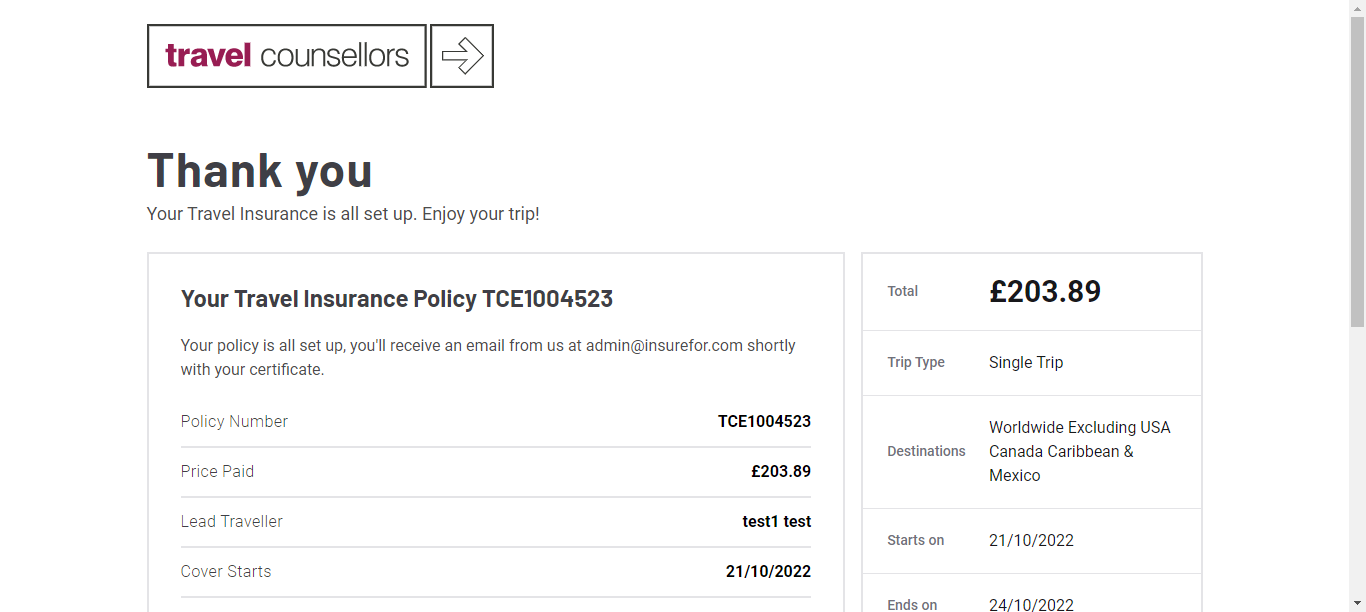 travel counsellors
Thank you
Your Travel Insurance is all set up. Enjoy your trip!
Your Travel Insurance Policy TCE1004523
Your policy is all set up, you'll receive an email from us at admin@insurefor.com shortly
with your certificate.
Policy Number TCE1004523
Price Paid £203.89
Lead Traveller test1 test
Cover Starts 21/10/2022
Total £203.89
Trip Type Single Trip
Destinations Worldwide Excluding USA
Canada Caribbean &
Mexico
Starts on 21/10/2022
Ends on 24/10/2022